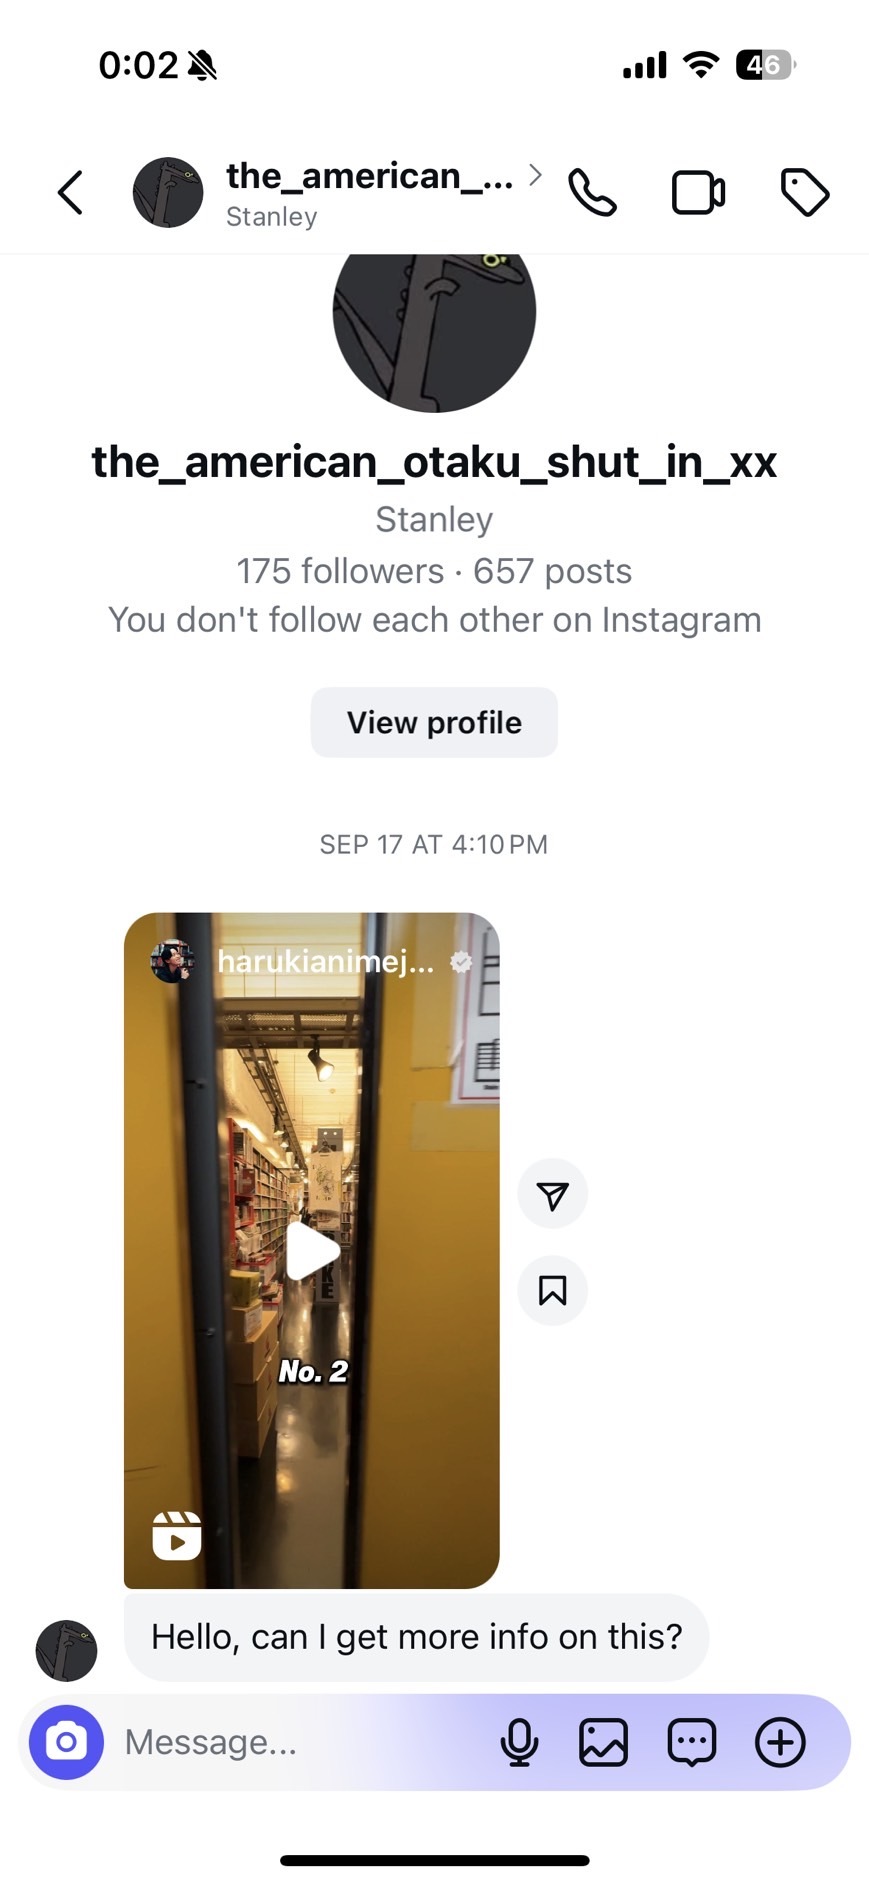 0:02
46
the_american_...
Stanley
the_american_otaku_shut_in_xx
Stanley
175 followers · 657 posts
You don't follow each other on Instagram
View profile
SEP 17 AT 4:10 PM
harukianimej...
No. 2
Hello, can I get more info on this?
Message...